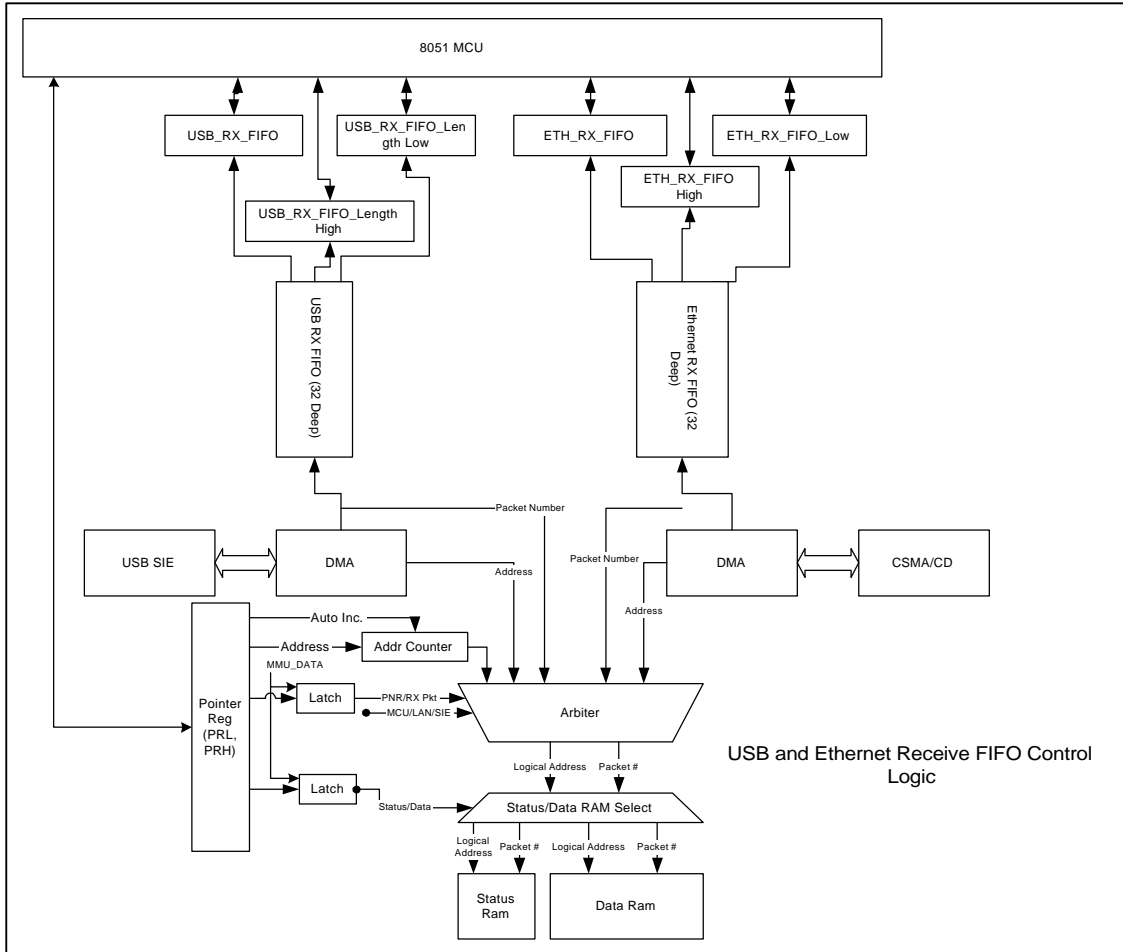 8051 MCU
USB_RX_FIFO
USB_RX_FIFO_Len
gth Low
ETH_RX_FIFO
ETH_RX_FIFO_Low
ETH_RX_FIFO
High
USB_RX_FIFO_Length
High
USB RX FIFO (32 Deep)
Ethernet RX FIFO (32
Deep)
Packet Number
Packet Number
USB SIE
DMA
Address
DMA
CSMA/CD
Address
Auto Inc.
Address
Addr Counter
MMU_DATA
Pointer
Reg
(PRL,
PRH)
Latch
PNR/RX Pkt
MCU/LAN/SIE
Arbiter
USB and Ethernet Receive FIFO Control
Logic
Logical Address
Packet #
Latch
Status/Data
Status/Data RAM Select
Logical
Address
Packet #
Logical Address
Packet #
Status
Ram
Data Ram